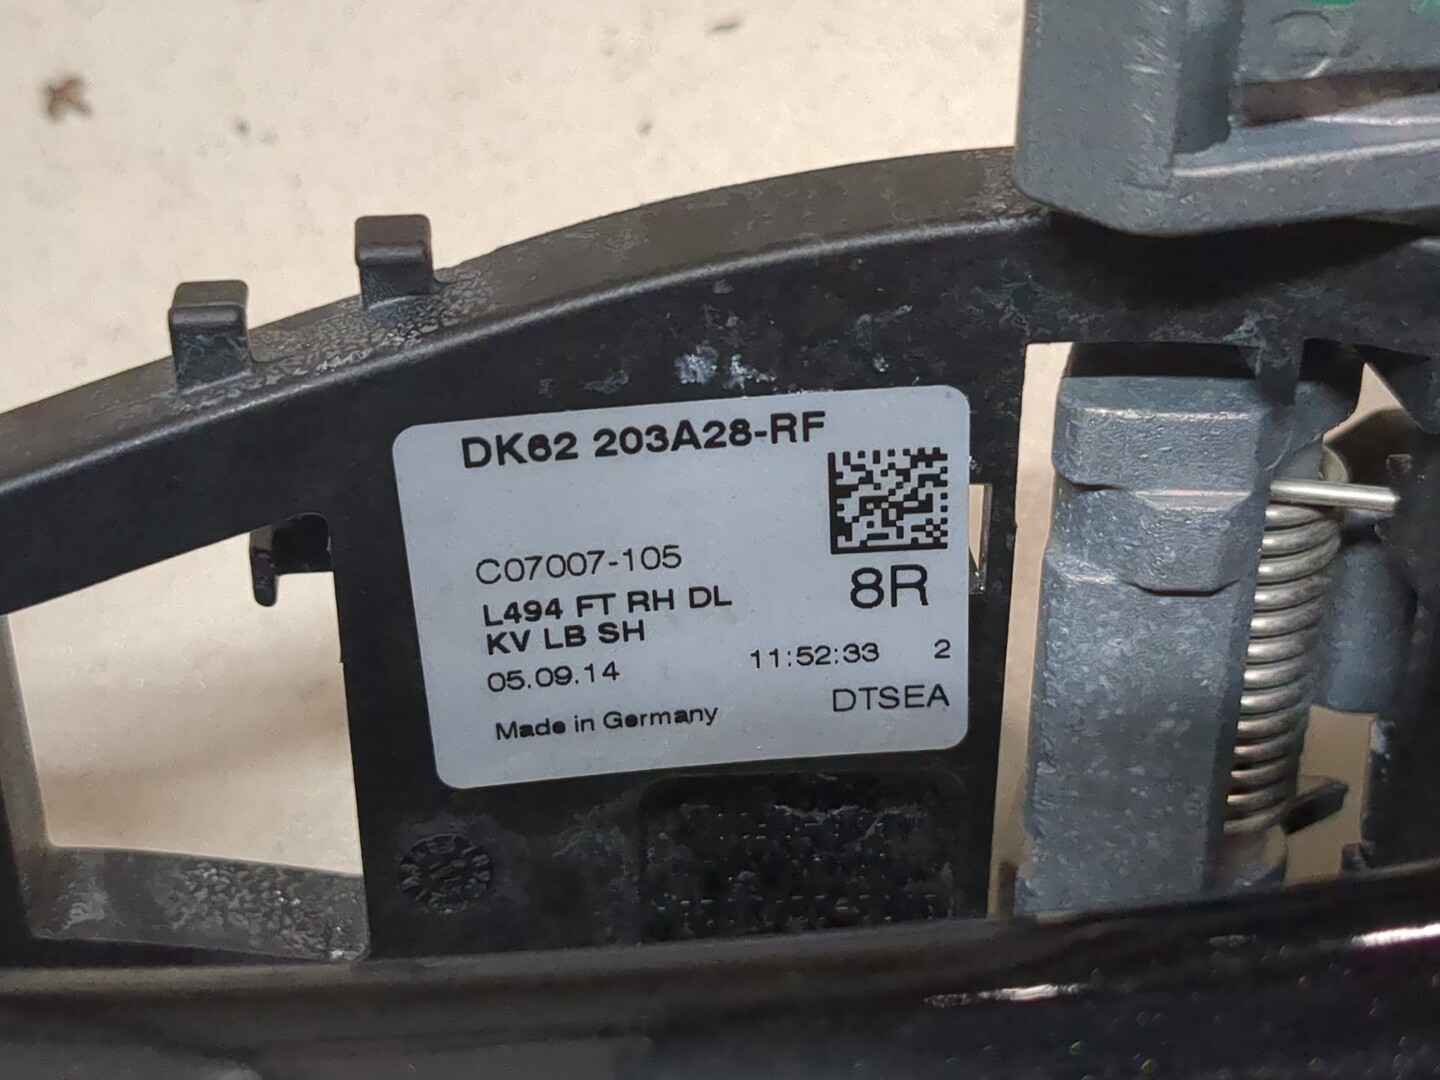 DK62 203A28-RF
C07007-105
8R
L494 FT RH DL
KV LB SH
05.09.14 11:52:33 2
Made in Germany DTSEA